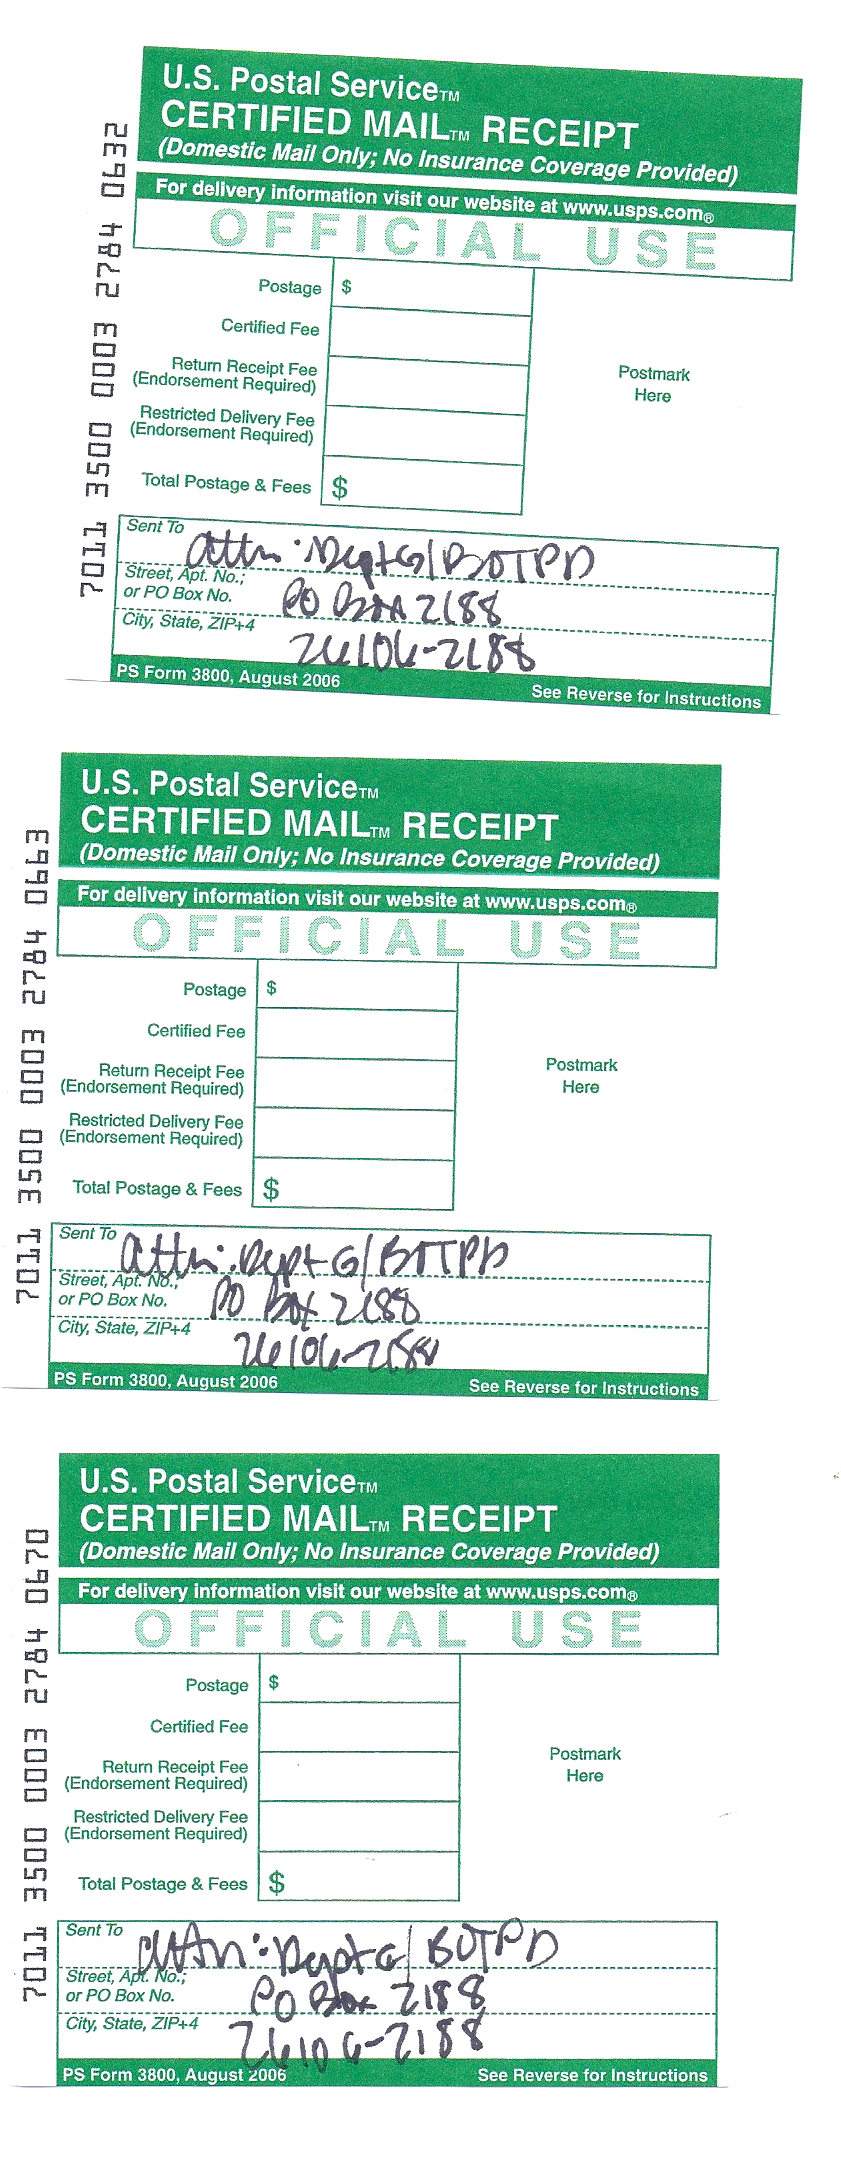 U.S. Postal Service™
CERTIFIED MAIL™ RECEIPT
(Domestic Mail Only; No Insurance Coverage Provided)
For delivery information visit our website at www.usps.com®
OFFICIAL USE
7011 3500 0003 2784 0632
Postage $
Certified Fee
Return Receipt Fee
(Endorsement Required)
Restricted Delivery Fee
(Endorsement Required)
Total Postage & Fees $
Postmark
Here
Sent To Attn: Dept G/BOTPD
Street, Apt. No.;
or PO Box No. PO Box 2188
City, State, ZIP+4 26106-2188
PS Form 3800, August 2006 See Reverse for Instructions
U.S. Postal Service™
CERTIFIED MAIL™ RECEIPT
(Domestic Mail Only; No Insurance Coverage Provided)
For delivery information visit our website at www.usps.com®
OFFICIAL USE
7011 3500 0003 2784 0663
Postage $
Certified Fee
Return Receipt Fee
(Endorsement Required)
Restricted Delivery Fee
(Endorsement Required)
Total Postage & Fees $
Postmark
Here
Sent To Attn: Dept G/BOTPD
Street, Apt. No.;
or PO Box No. PO Box 2188
City, State, ZIP+4 26106-2188
PS Form 3800, August 2006 See Reverse for Instructions
U.S. Postal Service™
CERTIFIED MAIL™ RECEIPT
(Domestic Mail Only; No Insurance Coverage Provided)
For delivery information visit our website at www.usps.com®
OFFICIAL USE
7011 3500 0003 2784 0670
Postage $
Certified Fee
Return Receipt Fee
(Endorsement Required)
Restricted Delivery Fee
(Endorsement Required)
Total Postage & Fees $
Postmark
Here
Sent To Attn: Dept G/BOTPD
Street, Apt. No.;
or PO Box No. PO Box 2188
City, State, ZIP+4 26106-2188
PS Form 3800, August 2006 See Reverse for Instructions